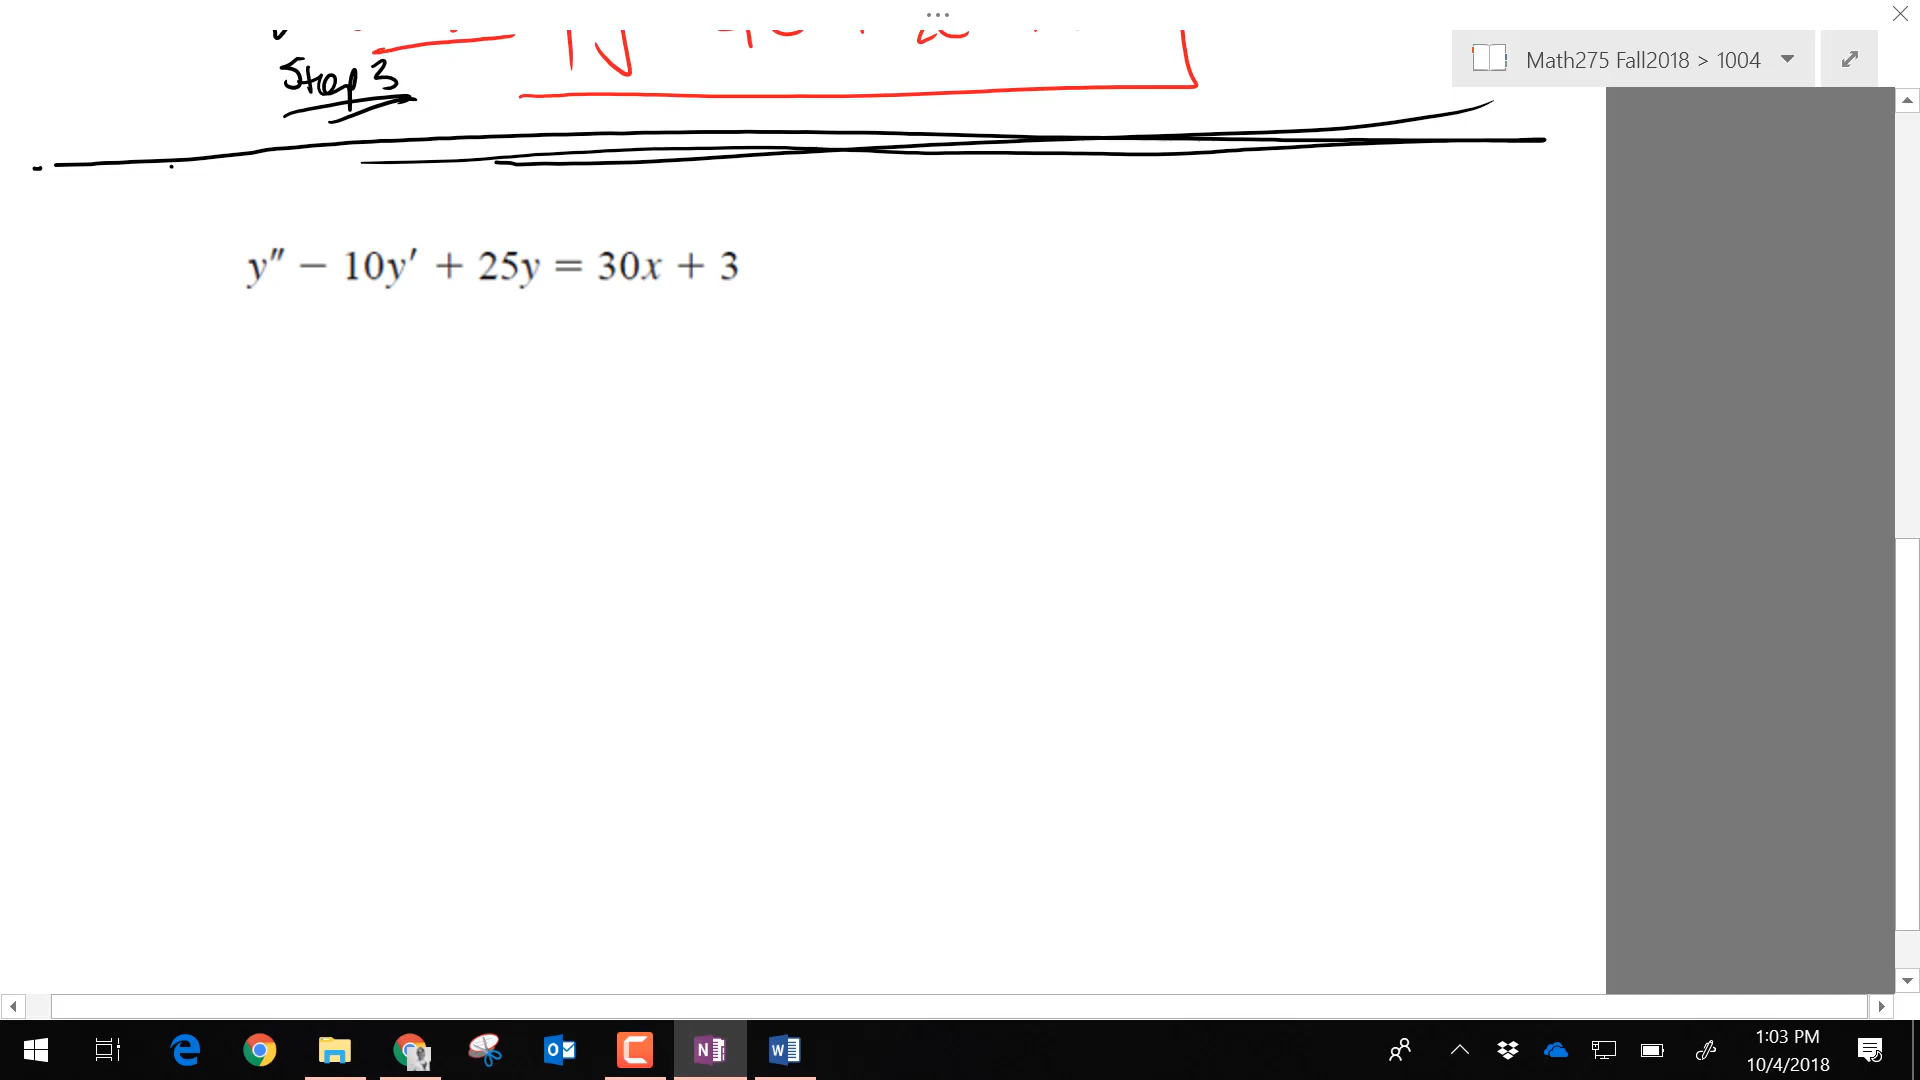 Math275 Fall2018 > 1004
Step 3
y″ − 10y′ + 25y = 30x + 3
1:03 PM
10/4/2018